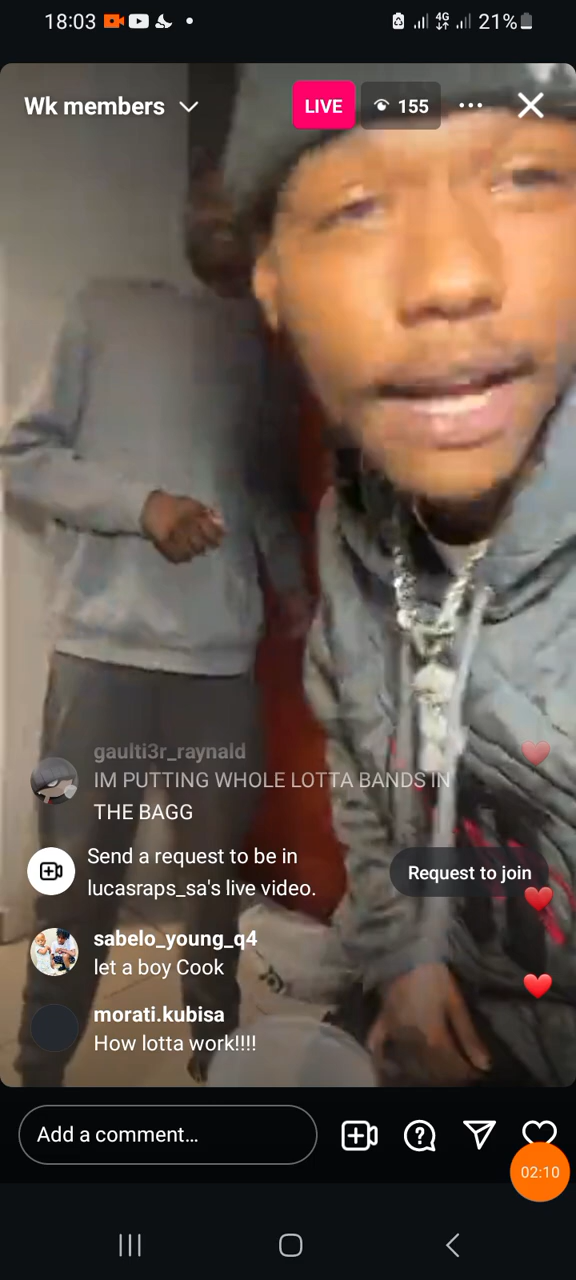 18:03
4G
21%
Wk members
LIVE
155
gaulti3r_raynald
IM PUTTING WHOLE LOTTA BANDS IN
THE BAGG
Send a request to be in
lucasraps_sa's live video.
Request to join
sabelo_young_q4
let a boy Cook
morati.kubisa
How lotta work!!!!
Add a comment...
02:10